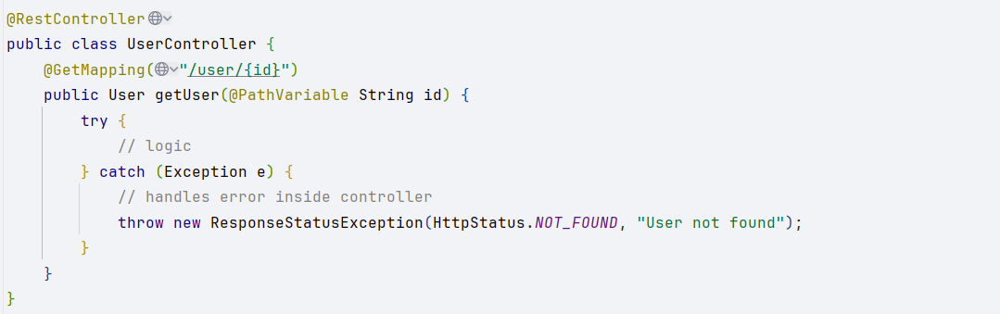 @RestController
public class UserController {
    @GetMapping("/user/{id}")
    public User getUser(@PathVariable String id) {
        try {
            // logic
        } catch (Exception e) {
            // handles error inside controller
            throw new ResponseStatusException(HttpStatus.NOT_FOUND, "User not found");
        }
    }
}